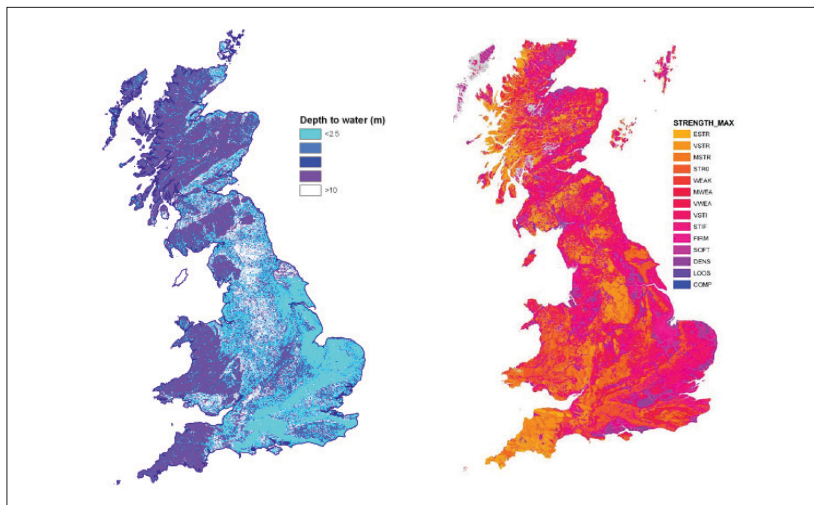 Depth to water (m)
<2.5
>10
STRENGTH_MAX
ESTR
VSTR
MSTR
STR0
WEAK
MWEA
VWEA
VSTI
STIF
FIRM
SOFT
DENS
LOOS
COMP